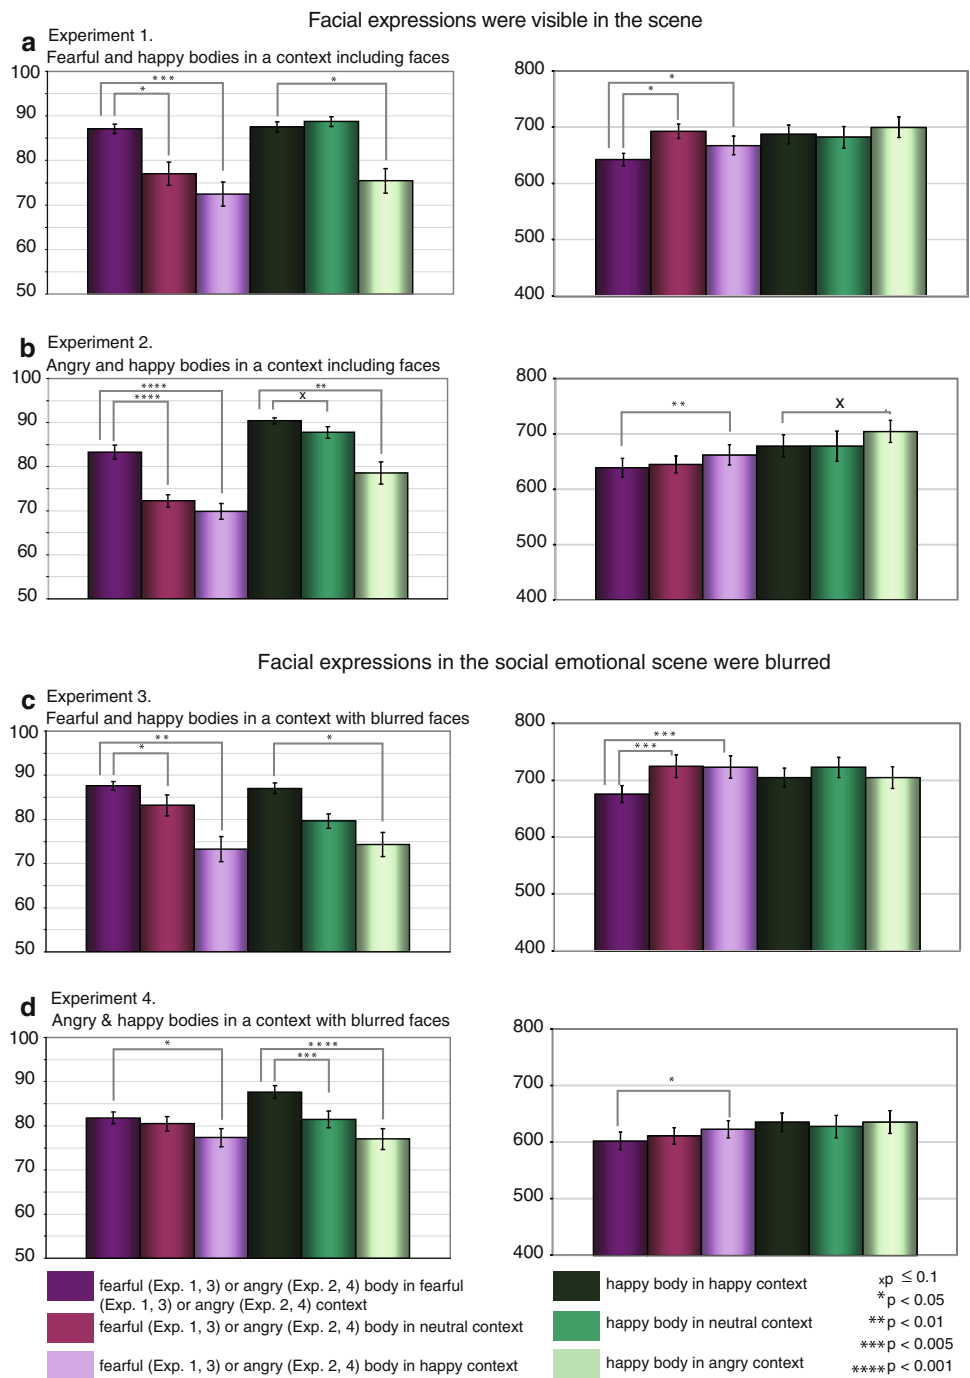 Facial expressions were visible in the scene
a Experiment 1.
Fearful and happy bodies in a context including faces
100
90
80
70
60
50
***
*
*
800
700
600
500
400
*
*
b Experiment 2.
Angry and happy bodies in a context including faces
100
90
80
70
60
50
****
****
**
x
800
700
600
500
400
**
x
Facial expressions in the social emotional scene were blurred
c Experiment 3.
Fearful and happy bodies in a context with blurred faces
100
90
80
70
60
50
**
*
*
800
700
600
500
400
***
***
d Experiment 4.
Angry & happy bodies in a context with blurred faces
100
90
80
70
60
50
*
****
***
800
700
600
500
400
*
fearful (Exp. 1, 3) or angry (Exp. 2, 4) body in fearful
(Exp. 1, 3) or angry (Exp. 2, 4) context
fearful (Exp. 1, 3) or angry (Exp. 2, 4) body in neutral context
fearful (Exp. 1, 3) or angry (Exp. 2, 4) body in happy context
happy body in happy context
happy body in neutral context
happy body in angry context
xp ≤ 0.1
*p < 0.05
**p < 0.01
***p < 0.005
****p < 0.001